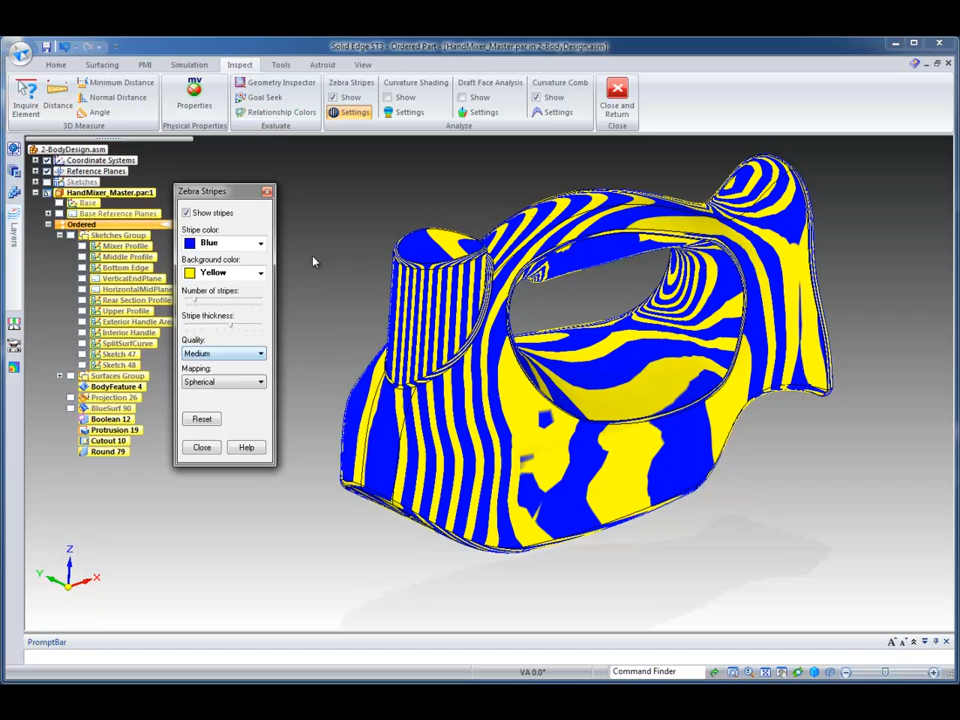 Solid Edge ST3 - Ordered Part - [HandMixer_Master.par in 2-BodyDesign.asm]
Home
Surfacing
PMI
Simulation
Inspect
Tools
Astroid
View
Inquire Element
Distance
Minimum Distance
Normal Distance
Angle
3D Measure
mv
Properties
Physical Properties
Geometry Inspector
Goal Seek
Relationship Colors
Evaluate
Zebra Stripes
Show
Settings
Curvature Shading
Show
Settings
Draft Face Analysis
Show
Settings
Curvature Comb
Show
Settings
Analyze
Close and Return
Close
Layers
2-BodyDesign.asm
Coordinate Systems
Reference Planes
Sketches
HandMixer_Master.par:1
Base
Base Reference Planes
Ordered
Sketches Group
Mixer Profile
Middle Profile
Bottom Edge
VerticalEndPlane
HorizontalMidPlane
Rear Section Profile
Upper Profile
Exterior Handle Area
Interior Handle
SplitSurfCurve
Sketch 47
Sketch 48
Surfaces Group
BodyFeature 4
Projection 26
BlueSurf 90
Boolean 12
Protrusion 19
Cutout 10
Round 79
Zebra Stripes
Show stripes
Stripe color:
Blue
Background color:
Yellow
Number of stripes:
Stripe thickness:
Quality:
Medium
Mapping:
Spherical
Reset
Close
Help
Z
Y
X
PromptBar
VA 0.0°
Command Finder